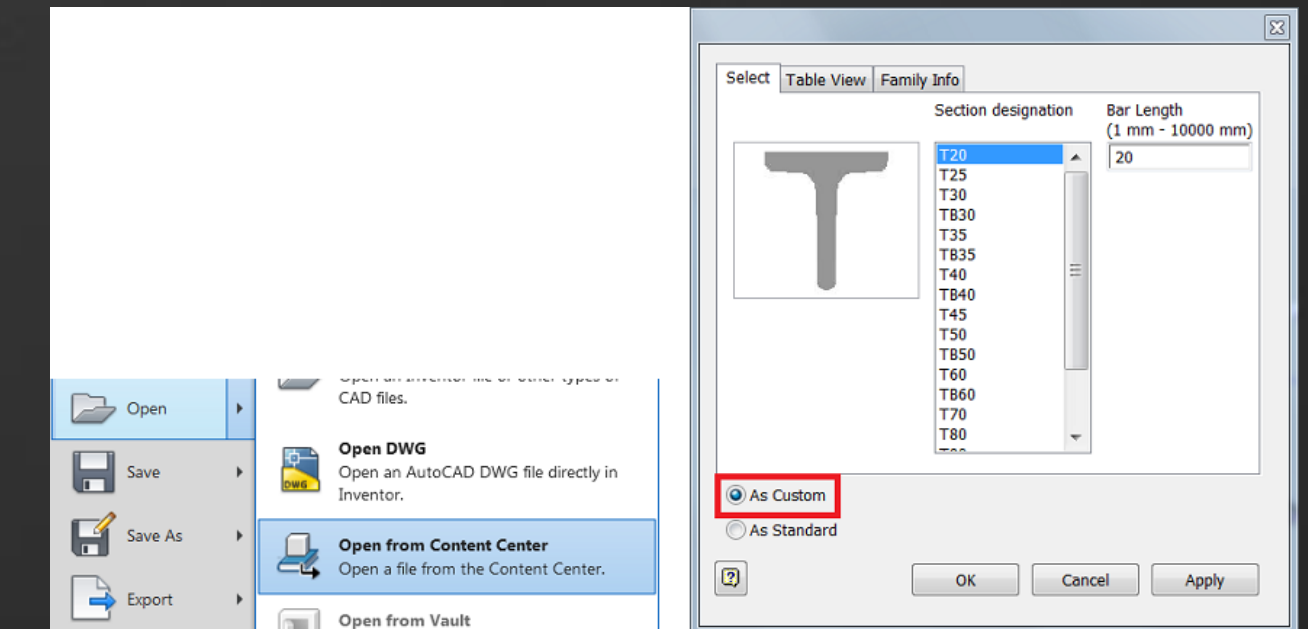 Open
Save
Save As
Export
CAD files.
Open DWG
Open an AutoCAD DWG file directly in
Inventor.
DWG
Open from Content Center
Open a file from the Content Center.
Open from Vault
Select
Table View
Family Info
Section designation
Bar Length
(1 mm - 10000 mm)
20
T20
T25
T30
TB30
T35
TB35
T40
TB40
T45
T50
TB50
T60
TB60
T70
T80
As Custom
As Standard
?
OK
Cancel
Apply